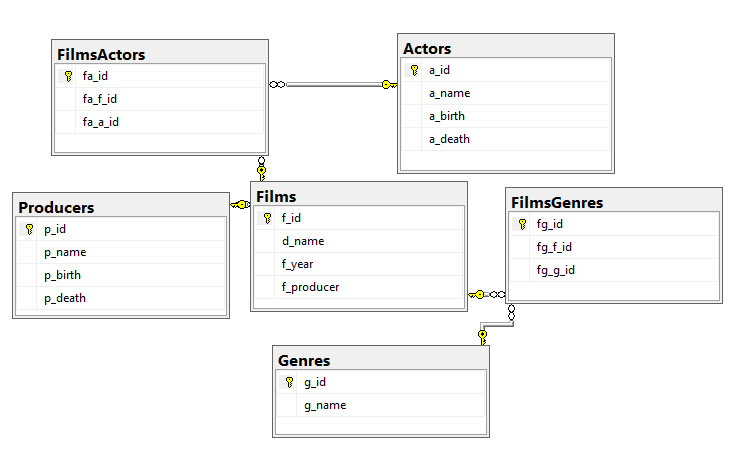 FilmsActors
fa_id
fa_f_id
fa_a_id
Actors
a_id
a_name
a_birth
a_death
Producers
p_id
p_name
p_birth
p_death
Films
f_id
d_name
f_year
f_producer
FilmsGenres
fg_id
fg_f_id
fg_g_id
Genres
g_id
g_name